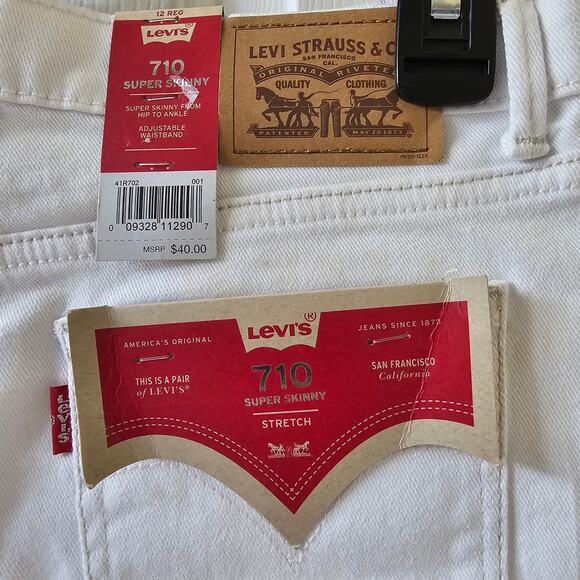 12 REG
LEVI'S®
710
SUPER SKINNY
SUPER SKINNY FROM
HIP TO ANKLE
ADJUSTABLE
WAISTBAND
41R702 001
0 09328 11290 7
MSRP $40.00
LEVI STRAUSS & C
SAN FRANCISCO
CAL.
ORIGINAL RIVETED
QUALITY CLOTHING
PATENTED MAY 20 1873
LEVI'S®
AMERICA'S ORIGINAL
JEANS SINCE 1873
THIS IS A PAIR
of LEVI'S®
710
SUPER SKINNY
STRETCH
SAN FRANCISCO
California
LEVI'S